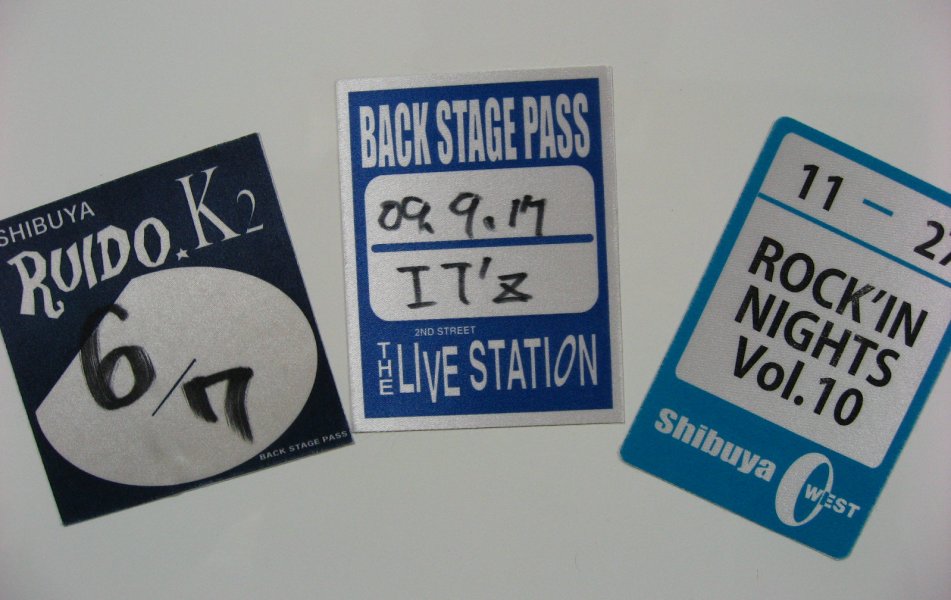 SHIBUYA
RUIDO.K2
6/7
BACK STAGE PASS
BACK STAGE PASS
09.9.17
IT'z
2ND STREET
THE LIVE STATION
11 - 27
ROCK'IN
NIGHTS
Vol.10
Shibuya O WEST